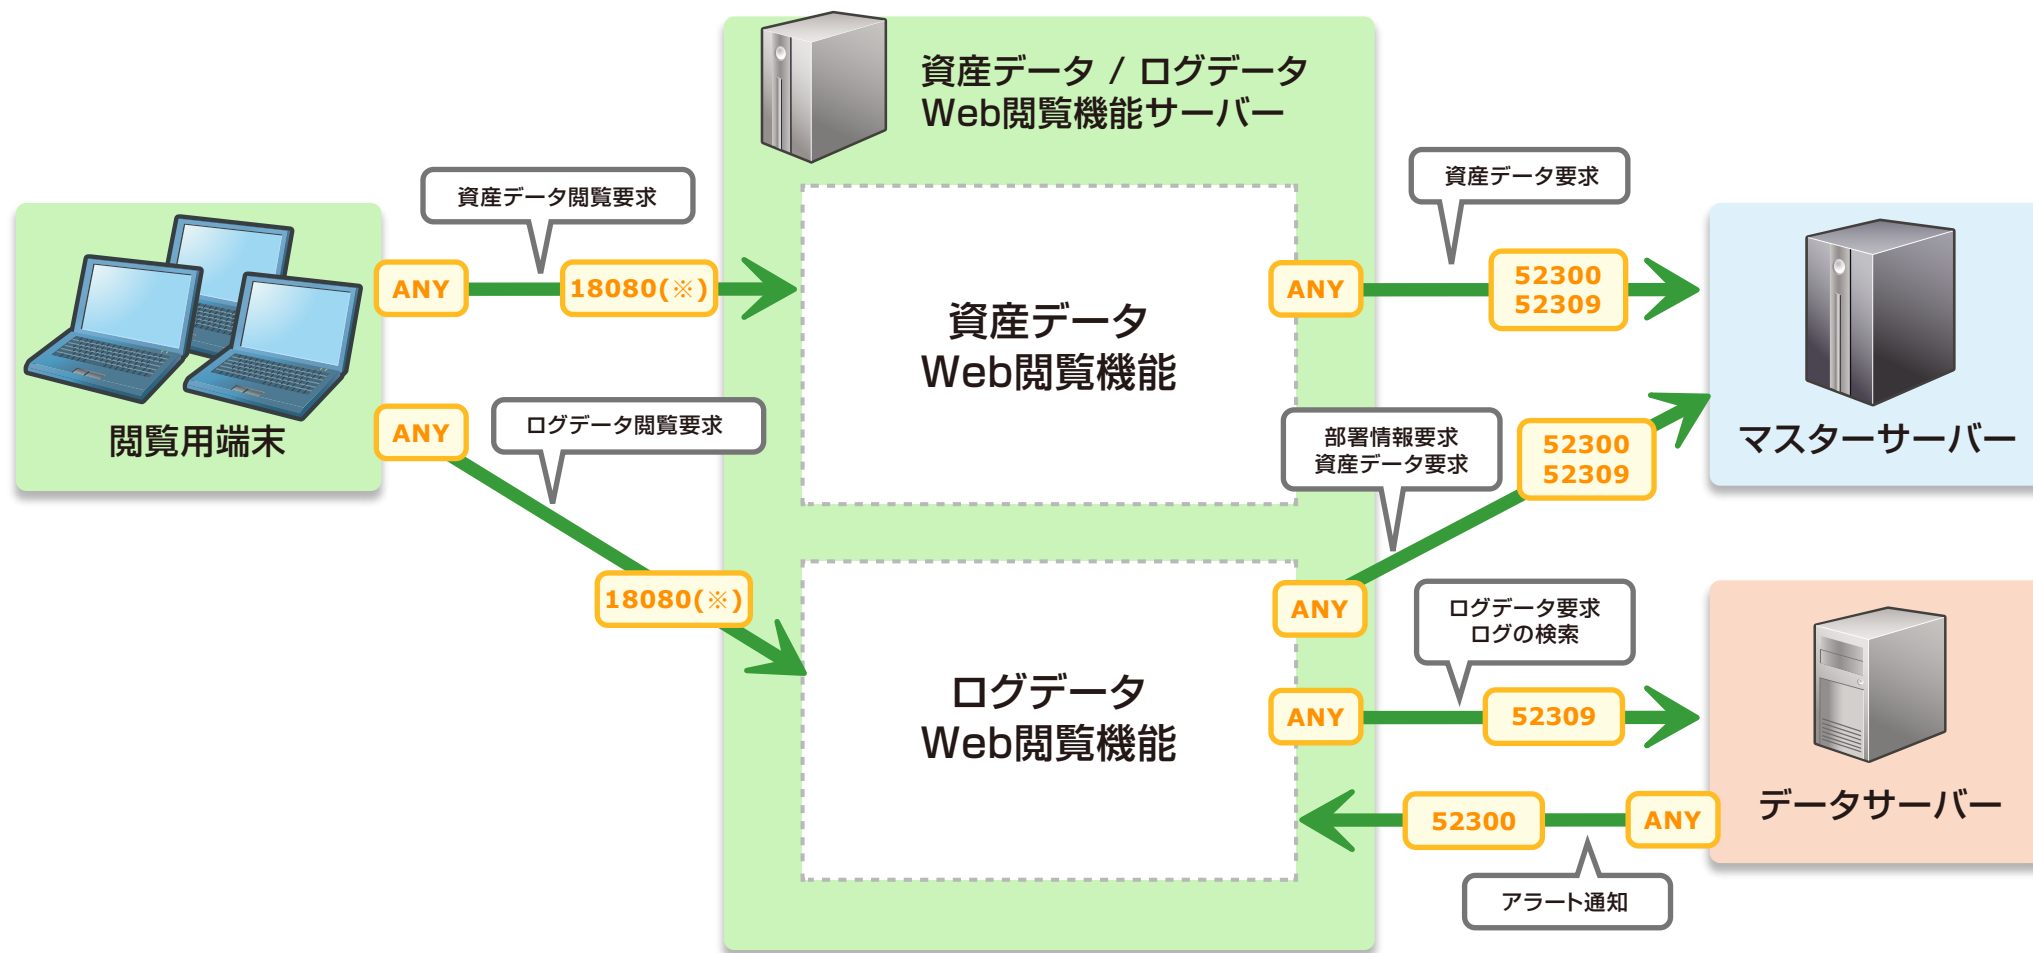 資産データ / ログデータ
Web閲覧機能サーバー
資産データ閲覧要求
ANY
18080(※)
閲覧用端末
ANY
ログデータ閲覧要求
18080(※)
資産データ
Web閲覧機能
資産データ要求
ANY
52300
52309
マスターサーバー
部署情報要求
資産データ要求
52300
52309
ANY
ログデータ
Web閲覧機能
ログデータ要求
ログの検索
ANY
52309
データサーバー
52300
ANY
アラート通知